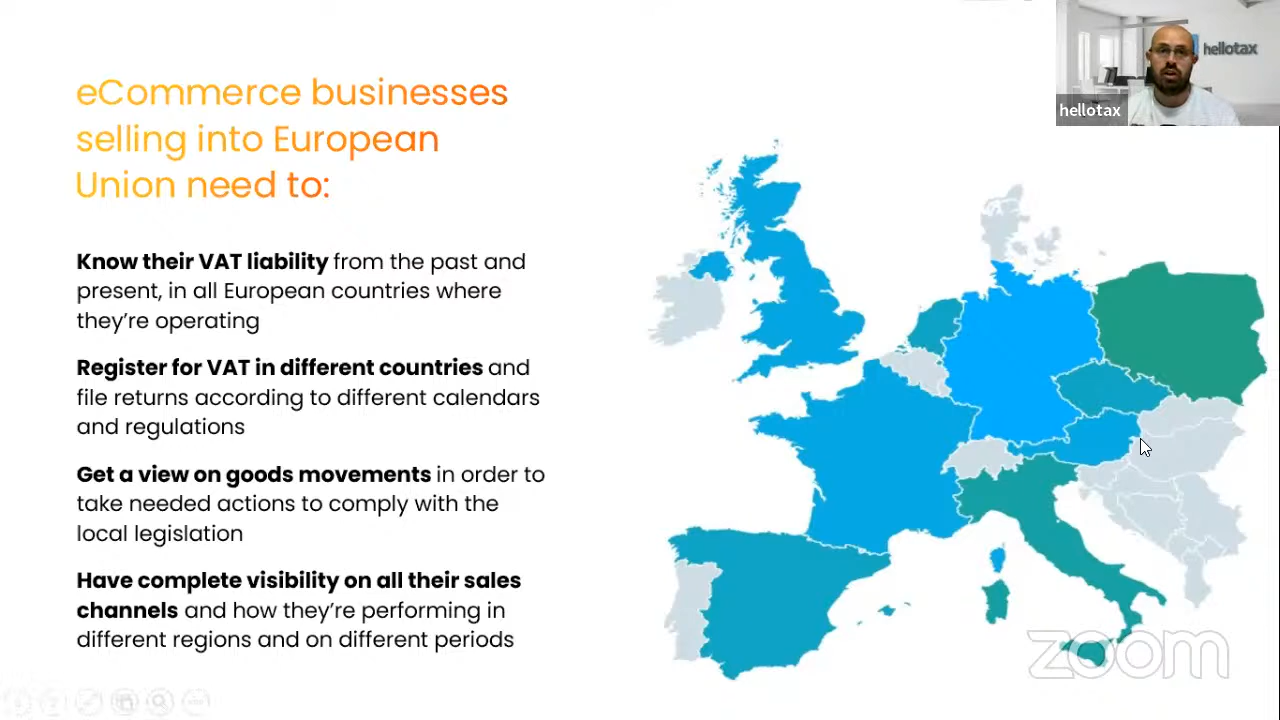 hellotax
hellotax
eCommerce businesses
selling into European
Union need to:
Know their VAT liability from the past and
present, in all European countries where
they're operating
Register for VAT in different countries and
file returns according to different calendars
and regulations
Get a view on goods movements in order to
take needed actions to comply with the
local legislation
Have complete visibility on all their sales
channels and how they're performing in
different regions and on different periods
zoom